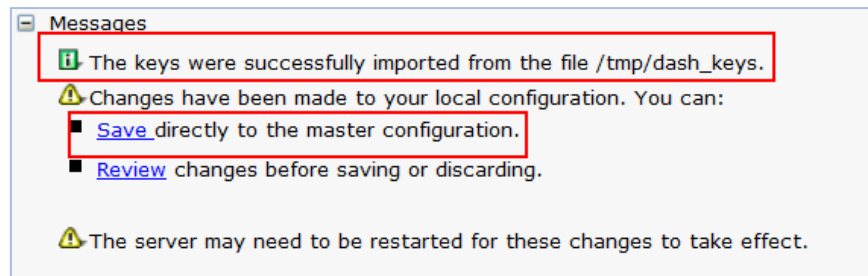 Messages
The keys were successfully imported from the file /tmp/dash_keys.
Changes have been made to your local configuration. You can:
Save directly to the master configuration.
Review changes before saving or discarding.
The server may need to be restarted for these changes to take effect.